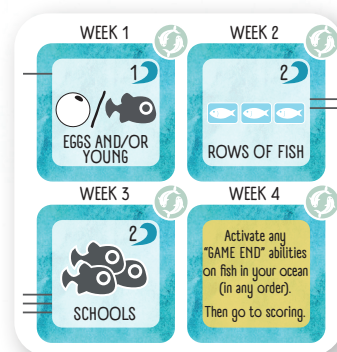 WEEK 1
1
EGGS AND/OR
YOUNG
WEEK 2
2
ROWS OF FISH
WEEK 3
2
SCHOOLS
WEEK 4
Activate any
"GAME END" abilities
on fish in your ocean
(in any order).
Then go to scoring.